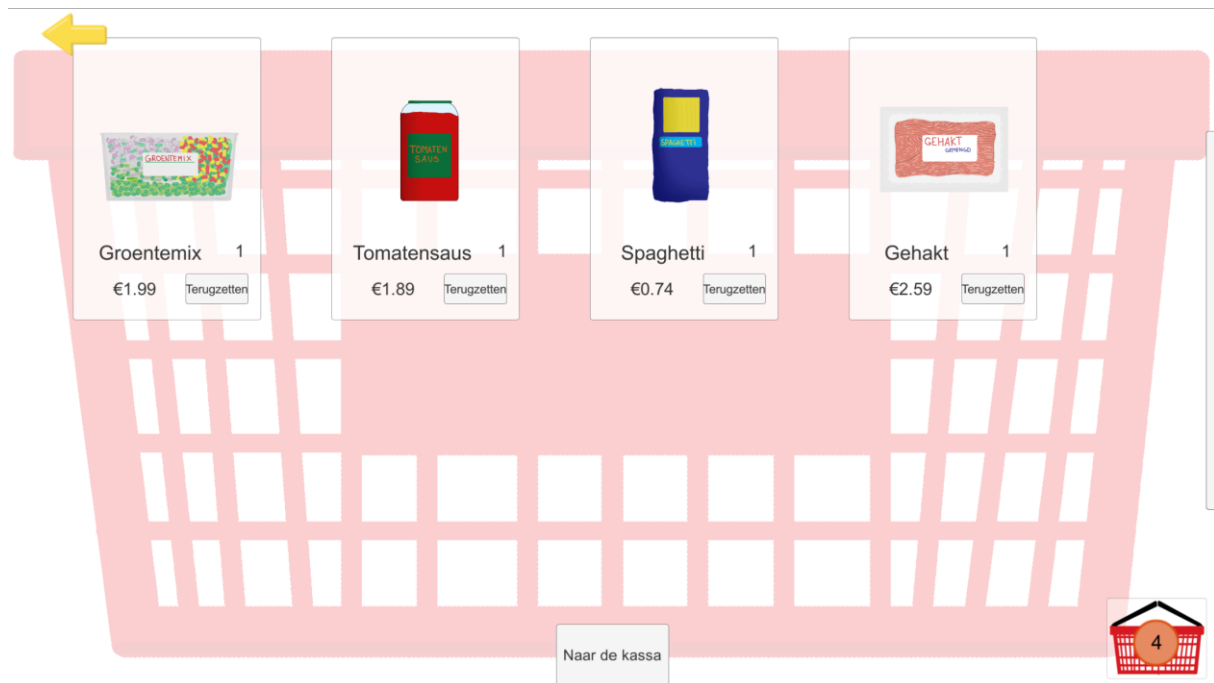 GROENTEMIX
TOMATEN
SAUS
SPAGHETTI
GEHAKT
Groentemix 1
€1.99 Terugzetten
Tomatensaus 1
€1.89 Terugzetten
Spaghetti 1
€0.74 Terugzetten
Gehakt 1
€2.59 Terugzetten
Naar de kassa
4